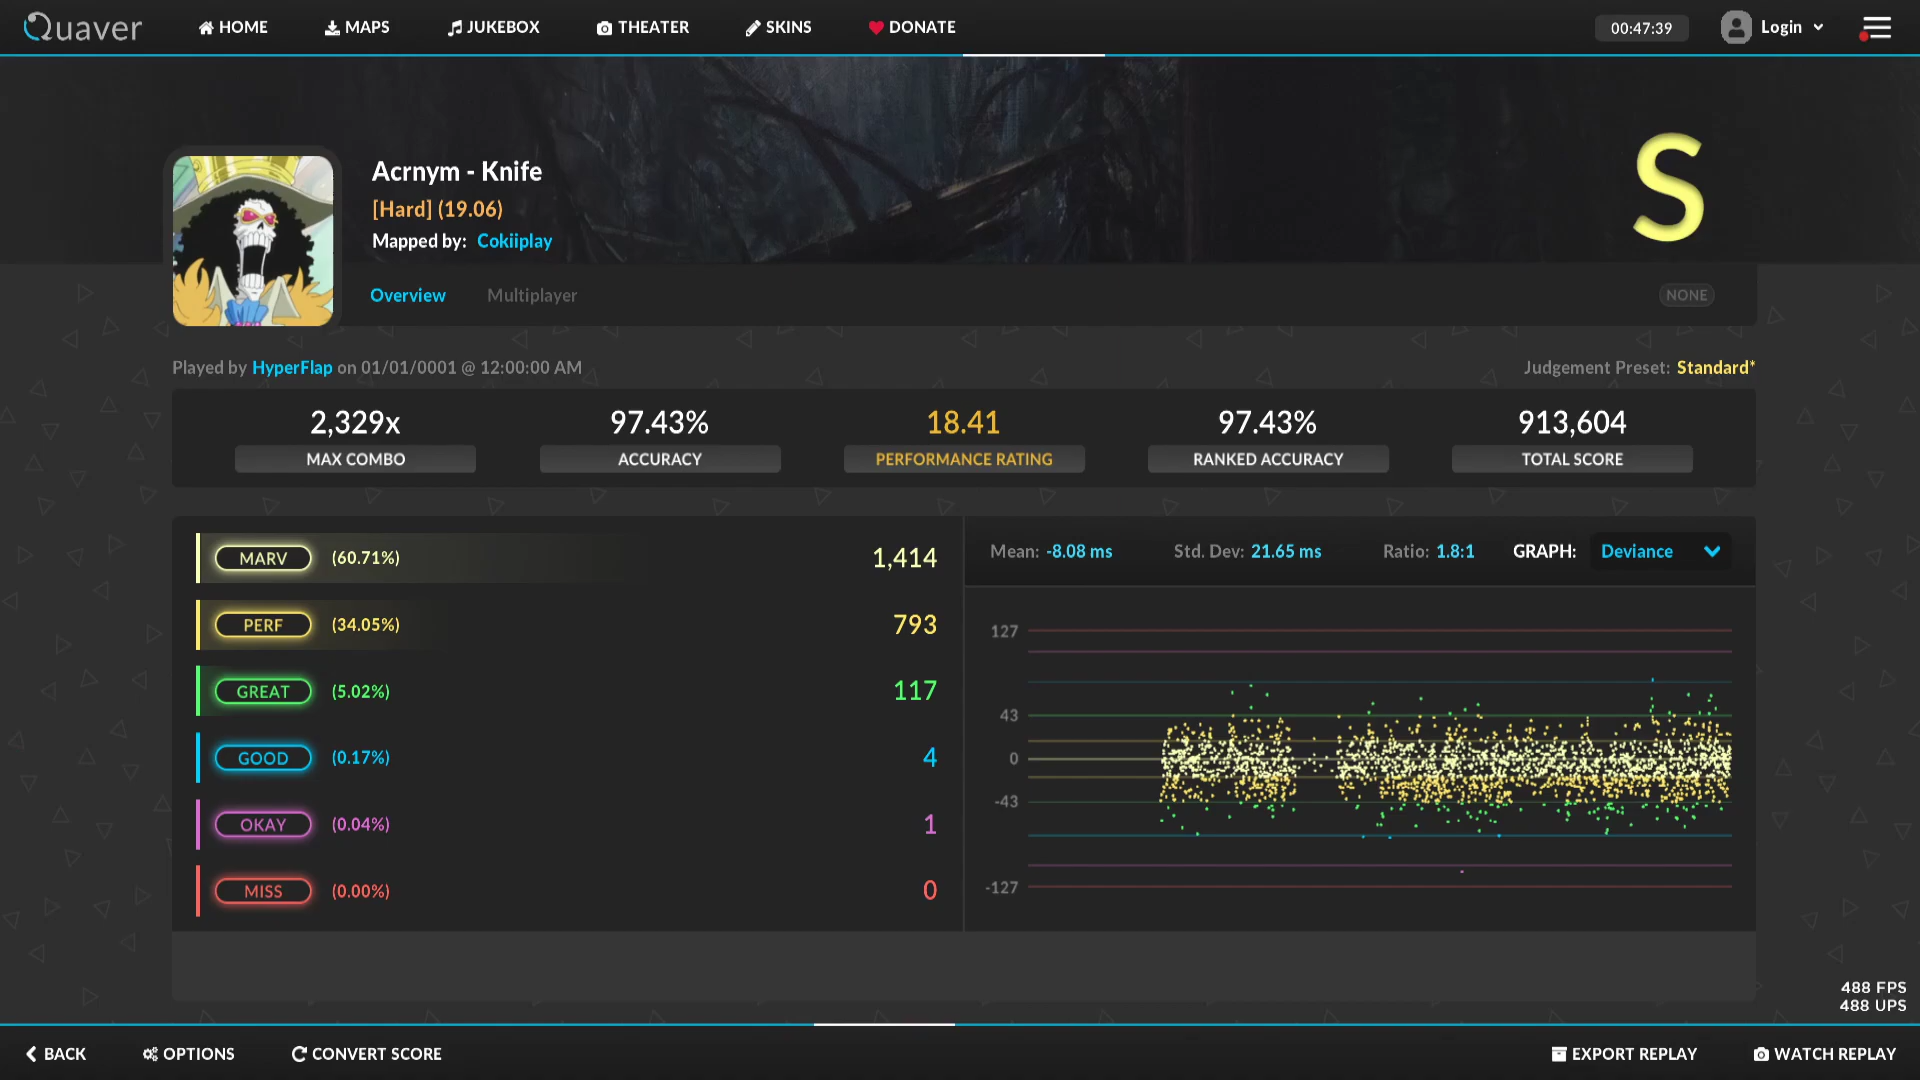 Quaver HOME MAPS JUKEBOX THEATER SKINS DONATE 00:47:39 Login
Acrnym - Knife
[Hard] (19.06)
Mapped by: Cokiiplay
S
Overview Multiplayer NONE
Played by HyperFlap on 01/01/0001 @ 12:00:00 AM Judgement Preset: Standard*
2,329x 97.43% 18.41 97.43% 913,604
MAX COMBO ACCURACY PERFORMANCE RATING RANKED ACCURACY TOTAL SCORE
MARV (60.71%) 1,414
PERF (34.05%) 793
GREAT (5.02%) 117
GOOD (0.17%) 4
OKAY (0.04%) 1
MISS (0.00%) 0
Mean: -8.08 ms Std. Dev: 21.65 ms Ratio: 1.8:1 GRAPH: Deviance
127
43
0
-43
-127
488 FPS
488 UPS
BACK OPTIONS CONVERT SCORE EXPORT REPLAY WATCH REPLAY